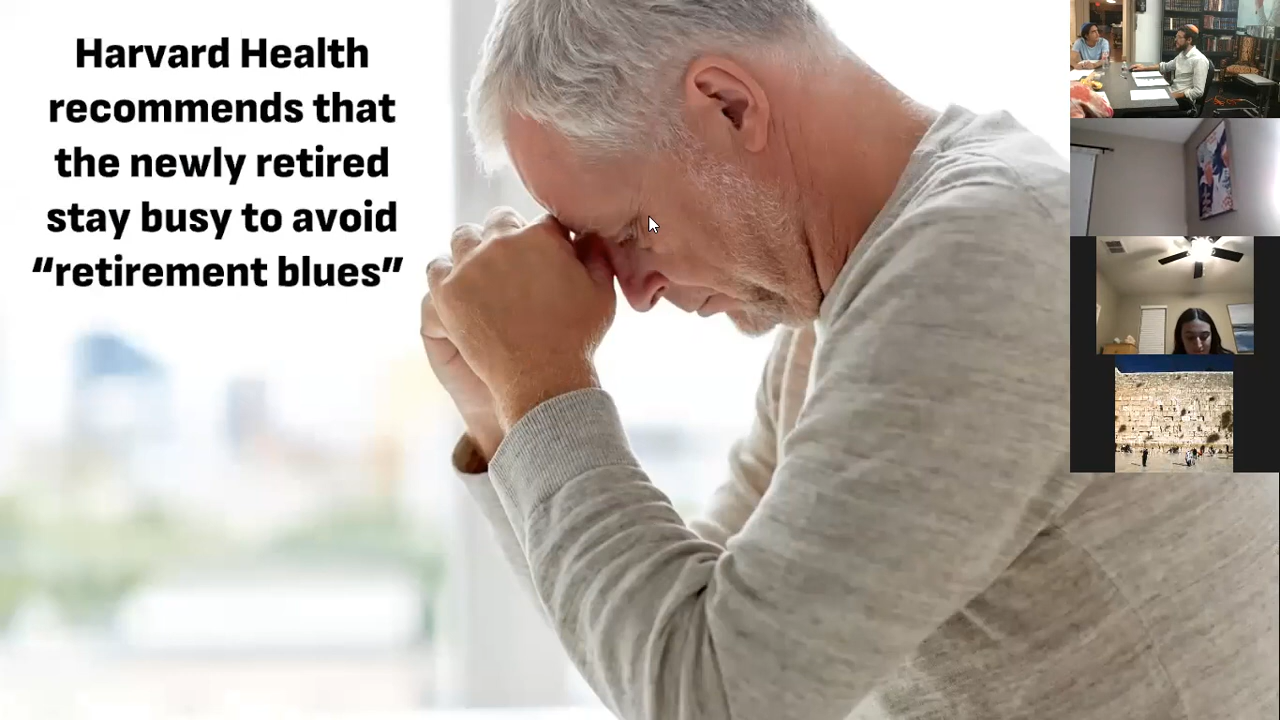 Harvard Health
recommends that
the newly retired
stay busy to avoid
“retirement blues”